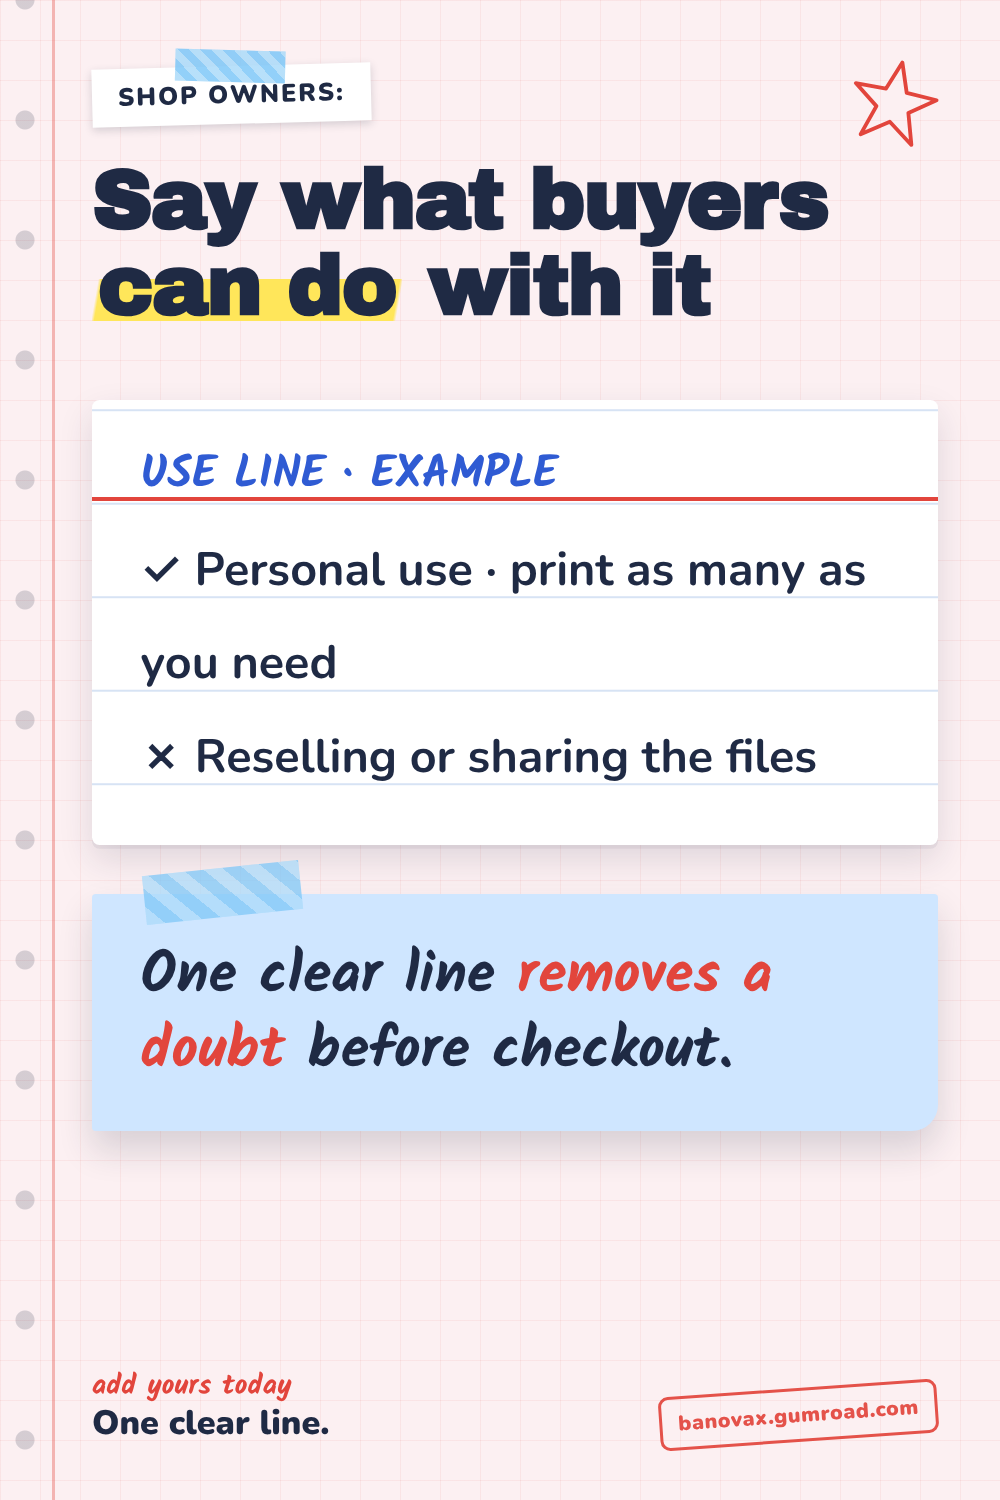 SHOP OWNERS:
Say what buyers
can do with it
USE LINE · EXAMPLE
✓ Personal use · print as many as
you need
✕ Reselling or sharing the files
One clear line removes a
doubt before checkout.
add yours today
One clear line.
banovax.gumroad.com